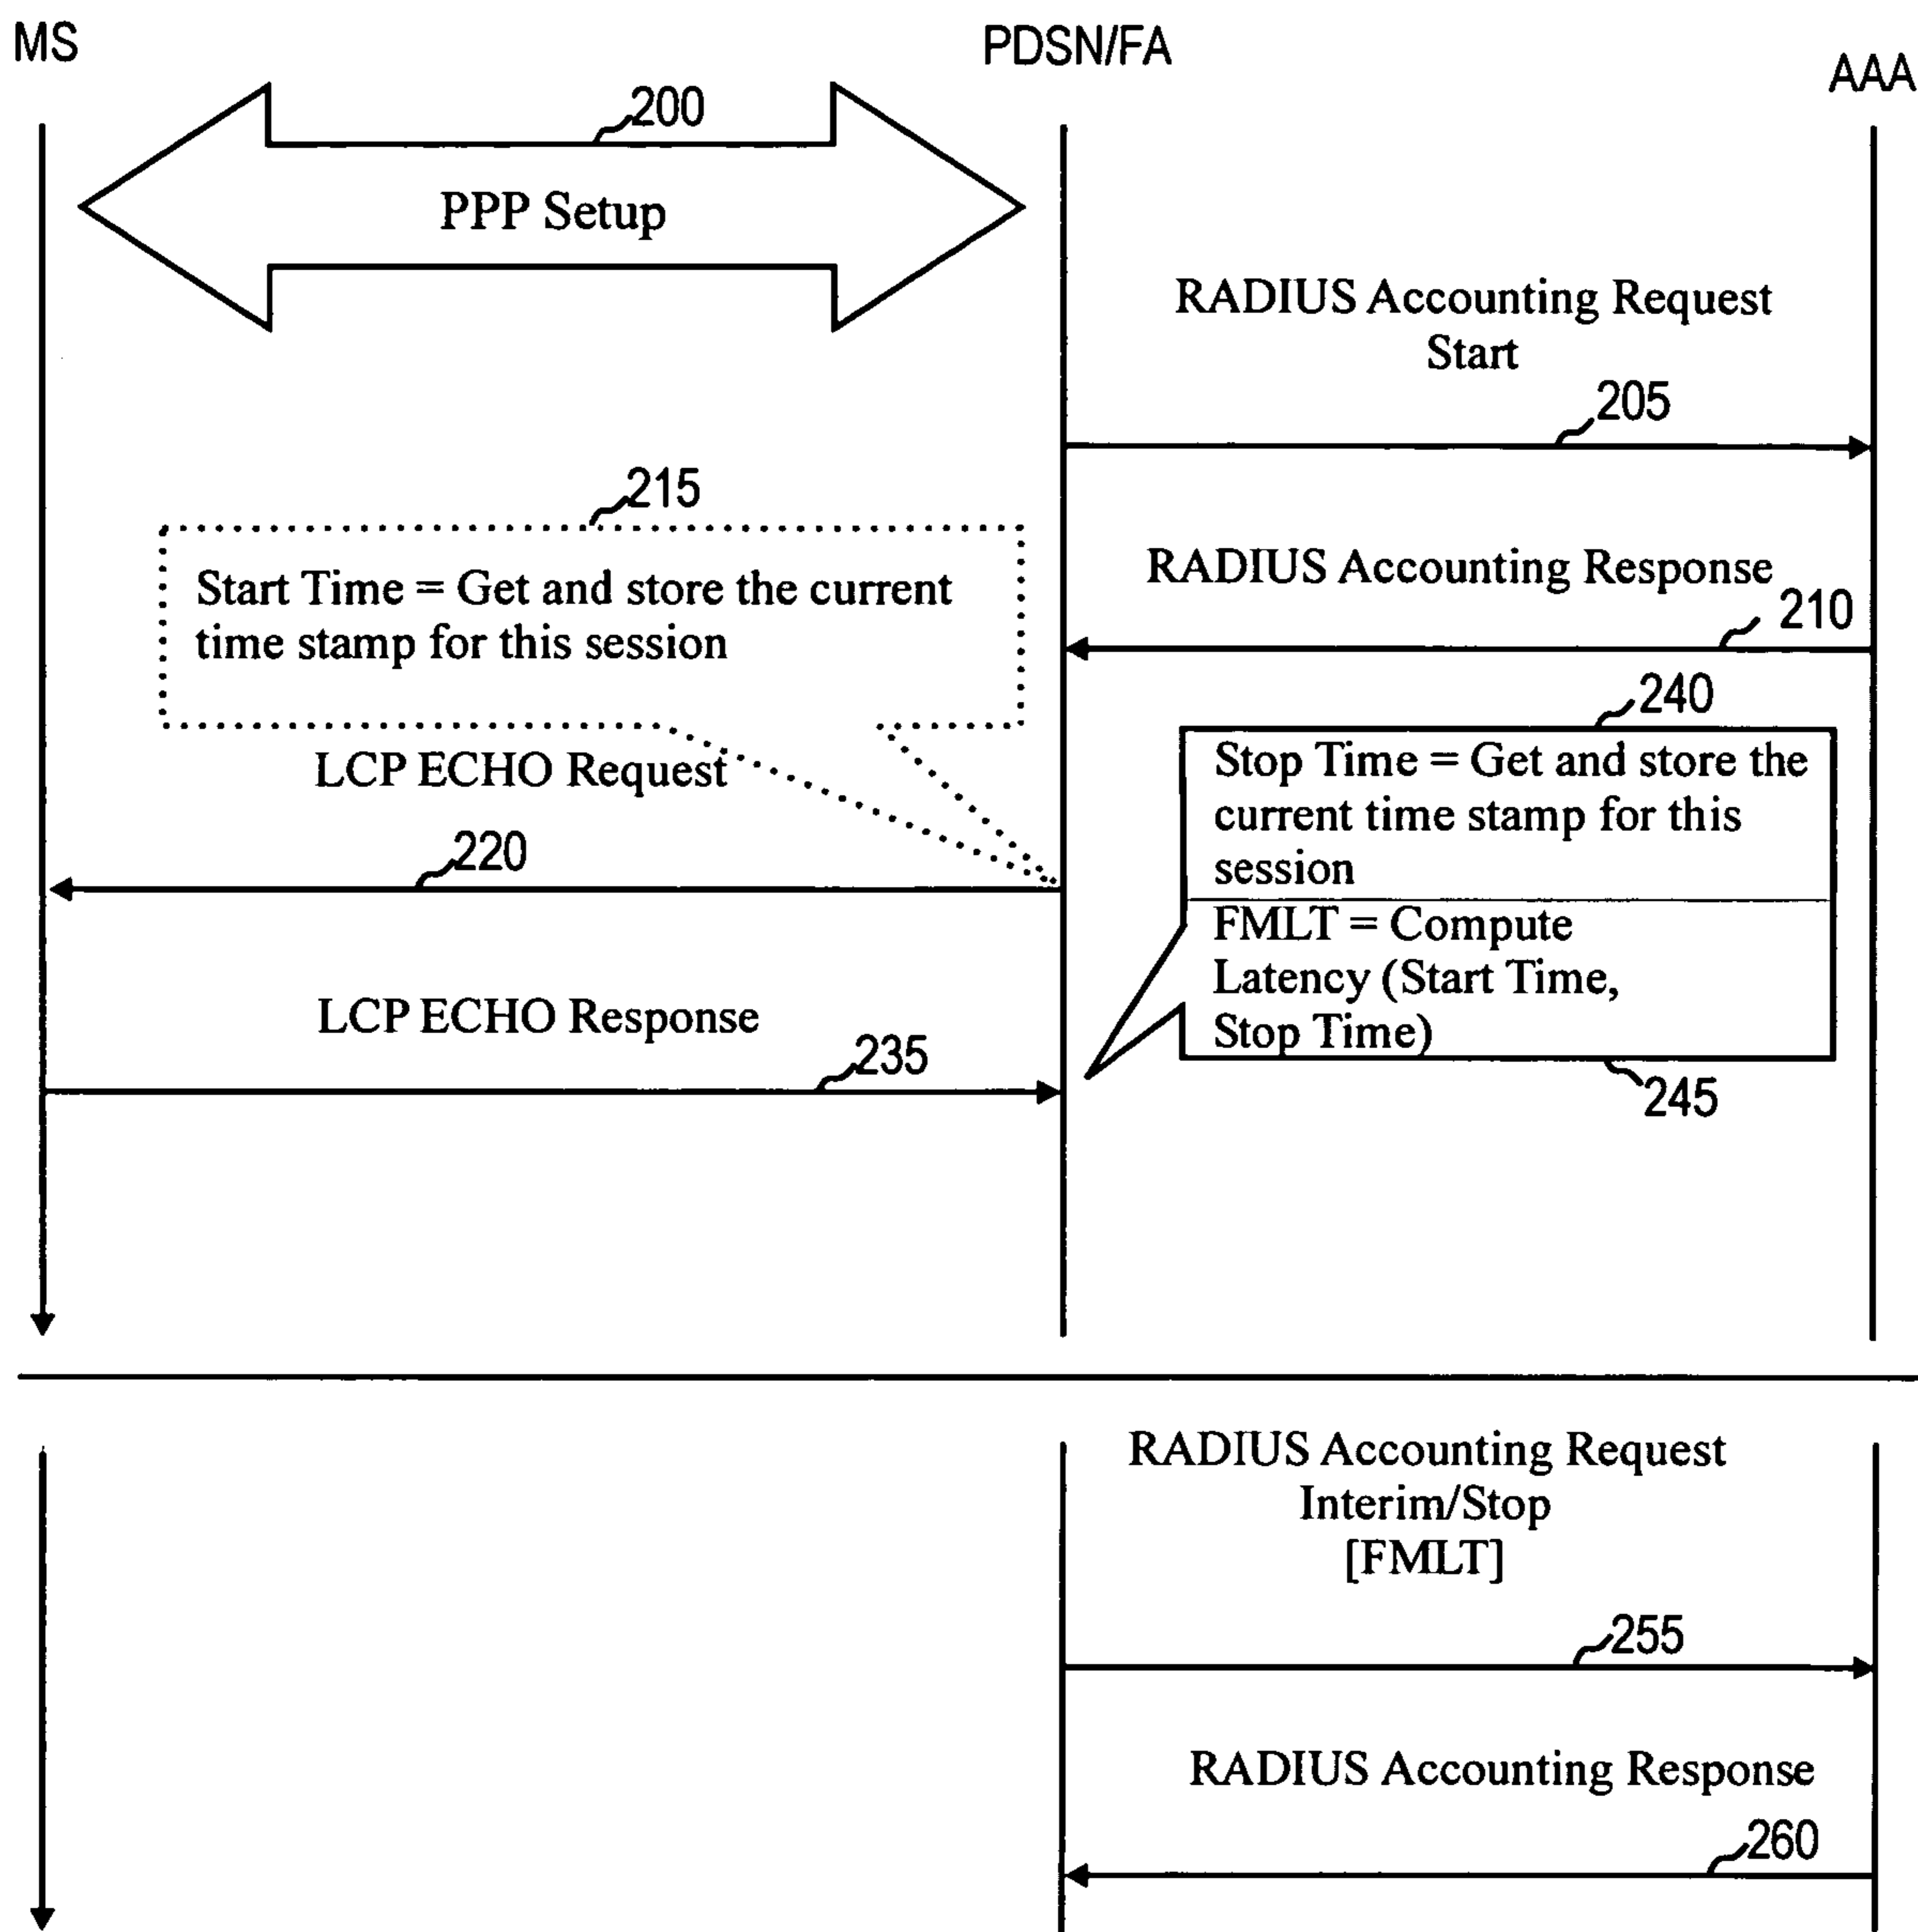 MS
PDSN/FA
AAA
200
PPP Setup
RADIUS Accounting Request
Start
205
215
Start Time = Get and store the current
time stamp for this session
RADIUS Accounting Response
210
240
LCP ECHO Request
Stop Time = Get and store the
current time stamp for this
session
220
FMLT = Compute
Latency (Start Time,
Stop Time)
LCP ECHO Response
235
245
RADIUS Accounting Request
Interim/Stop
[FMLT]
255
RADIUS Accounting Response
260